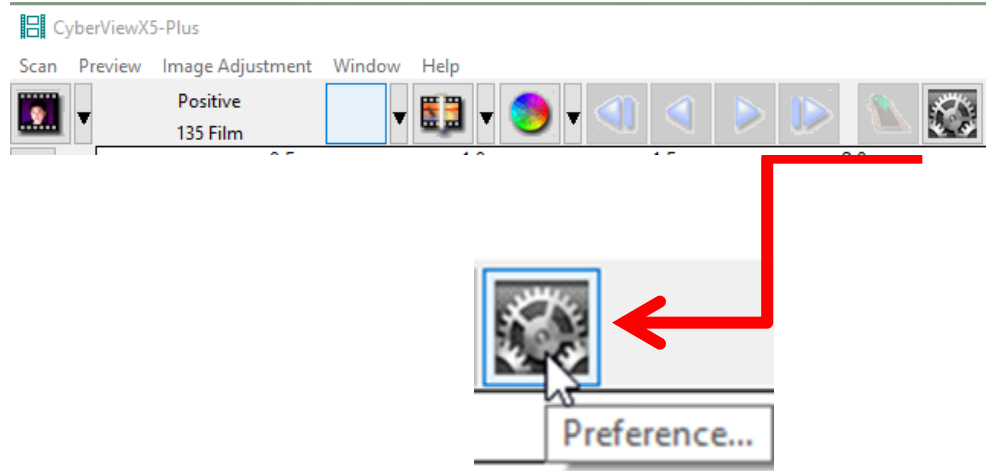 CyberViewX5-Plus
Scan Preview Image Adjustment Window Help
Positive
135 Film
Preference...